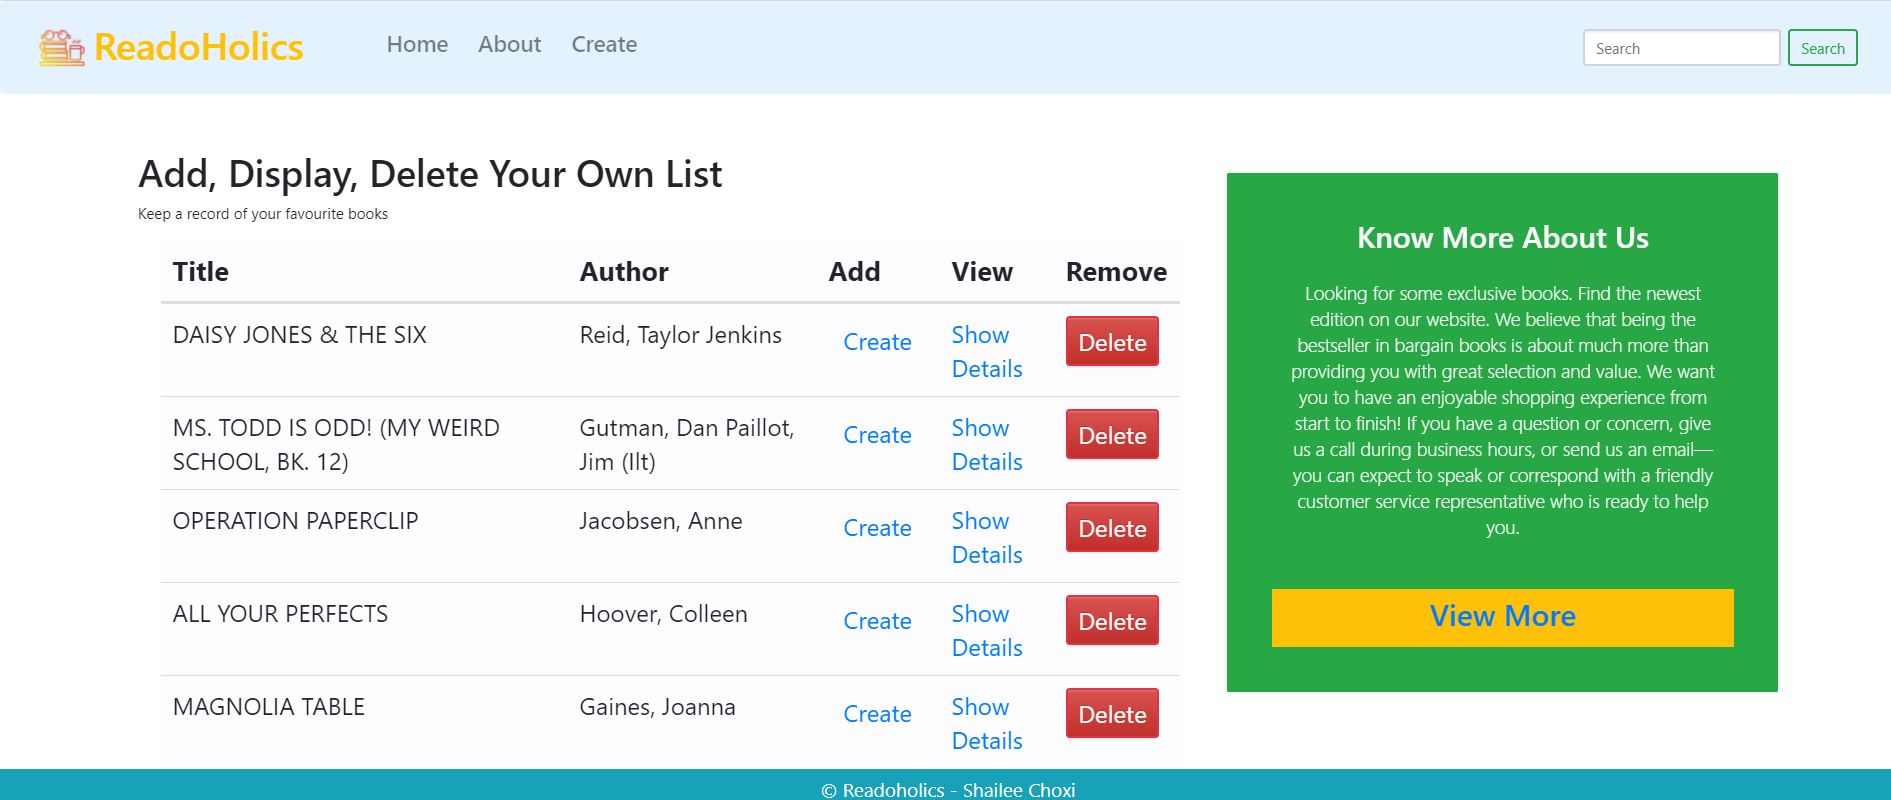 ReadoHolics Home About Create Search Search
Add, Display, Delete Your Own List
Keep a record of your favourite books
Title Author Add View Remove
DAISY JONES & THE SIX Reid, Taylor Jenkins Create Show Delete
Details
MS. TODD IS ODD! (MY WEIRD Gutman, Dan Paillot, Create Show Delete
SCHOOL, BK. 12) Jim (Ilt) Details
OPERATION PAPERCLIP Jacobsen, Anne Create Show Delete
Details
ALL YOUR PERFECTS Hoover, Colleen Create Show Delete
Details
MAGNOLIA TABLE Gaines, Joanna Create Show Delete
Details
Know More About Us
Looking for some exclusive books. Find the newest
edition on our website. We believe that being the
bestseller in bargain books is about much more than
providing you with great selection and value. We want
you to have an enjoyable shopping experience from
start to finish! If you have a question or concern, give
us a call during business hours, or send us an email—
you can expect to speak or correspond with a friendly
customer service representative who is ready to help
you.
View More
© Readoholics - Shailee Choxi